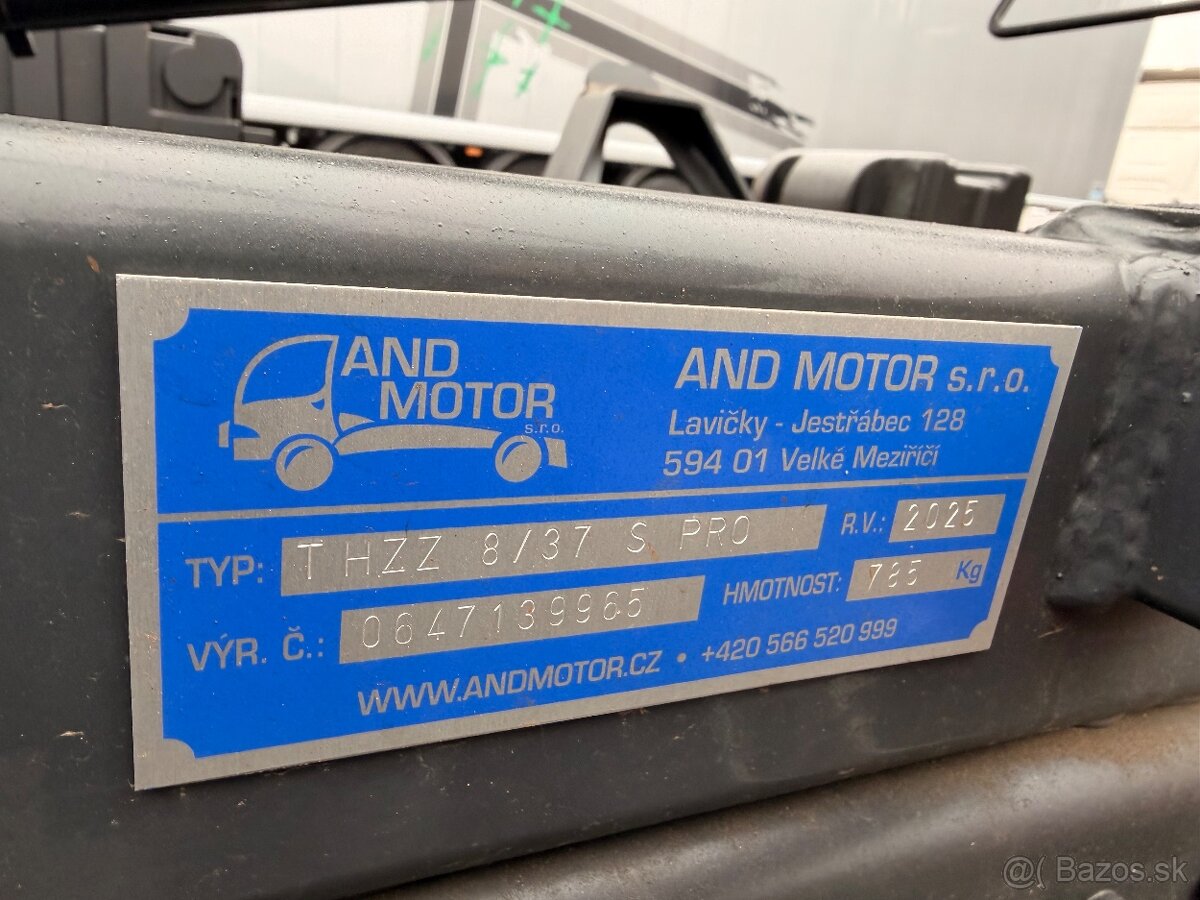 AND
MOTOR
s.r.o.
AND MOTOR s.r.o.
Lavičky - Jestřábec 128
594 01 Velké Meziříčí
TYP: THZZ 8/37 S PRO R.V.: 2025
VÝR. Č.: 0647139965 HMOTNOST: 785 Kg
WWW.ANDMOTOR.CZ • +420 566 520 999
@( Bazos.sk